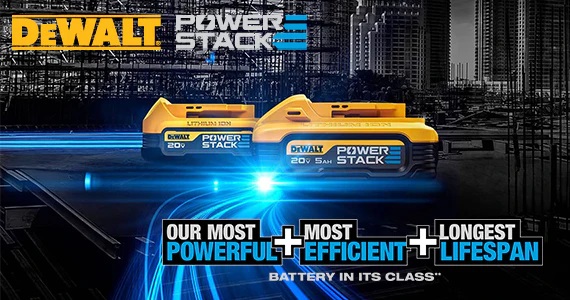 DEWALT® POWER
STACK
LITHIUM ION
DEWALT POWER
20V STACK
DEWALT POWER
20V 5AH STACK
OUR MOST + MOST + LONGEST
POWERFUL EFFICIENT LIFESPAN
BATTERY IN ITS CLASS**